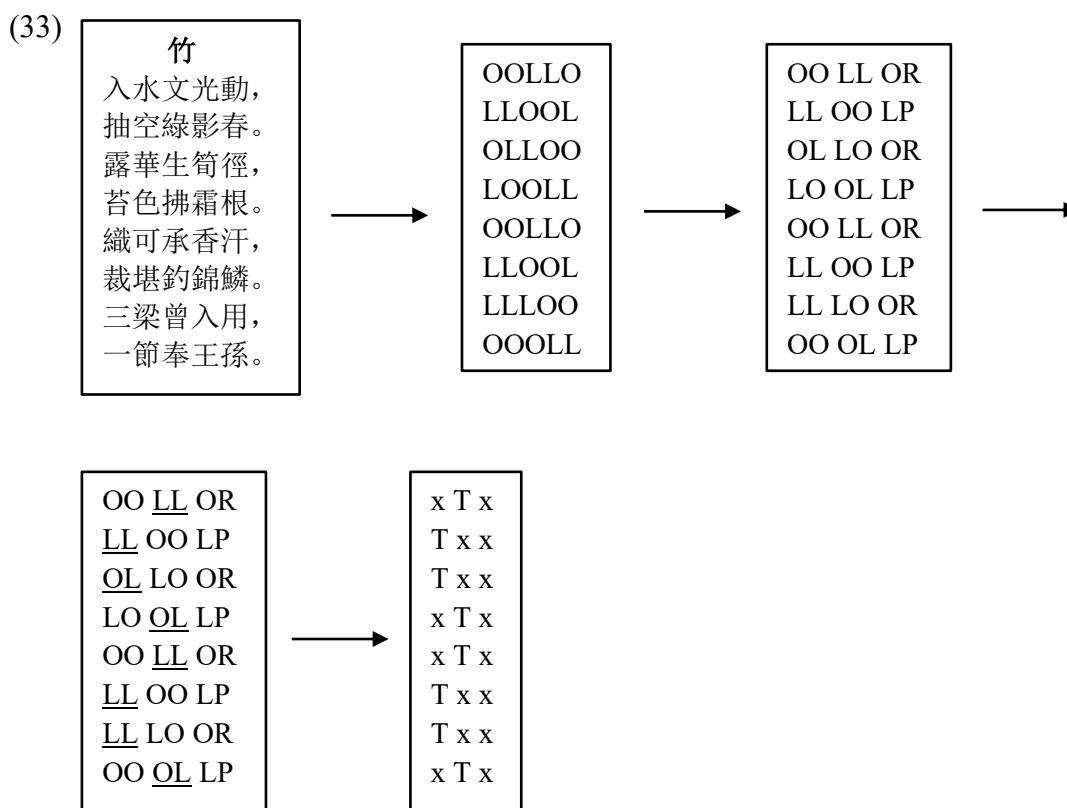 (33)
竹
入水文光動，
抽空綠影春。
露華生筍徑，
苔色拂霜根。
織可承香汗，
裁堪釣錦鱗。
三梁曾入用，
一節奉王孫。
OOLLO
LLOOL
OLLOO
LOOLL
OOLLO
LLOOL
LLLOO
OOOLL
OO LL OR
LL OO LP
OL LO OR
LO OL LP
OO LL OR
LL OO LP
LL LO OR
OO OL LP
OO LL OR
LL OO LP
OL LO OR
LO OL LP
OO LL OR
LL OO LP
LL LO OR
OO OL LP
x T x
T x x
T x x
x T x
x T x
T x x
T x x
x T x